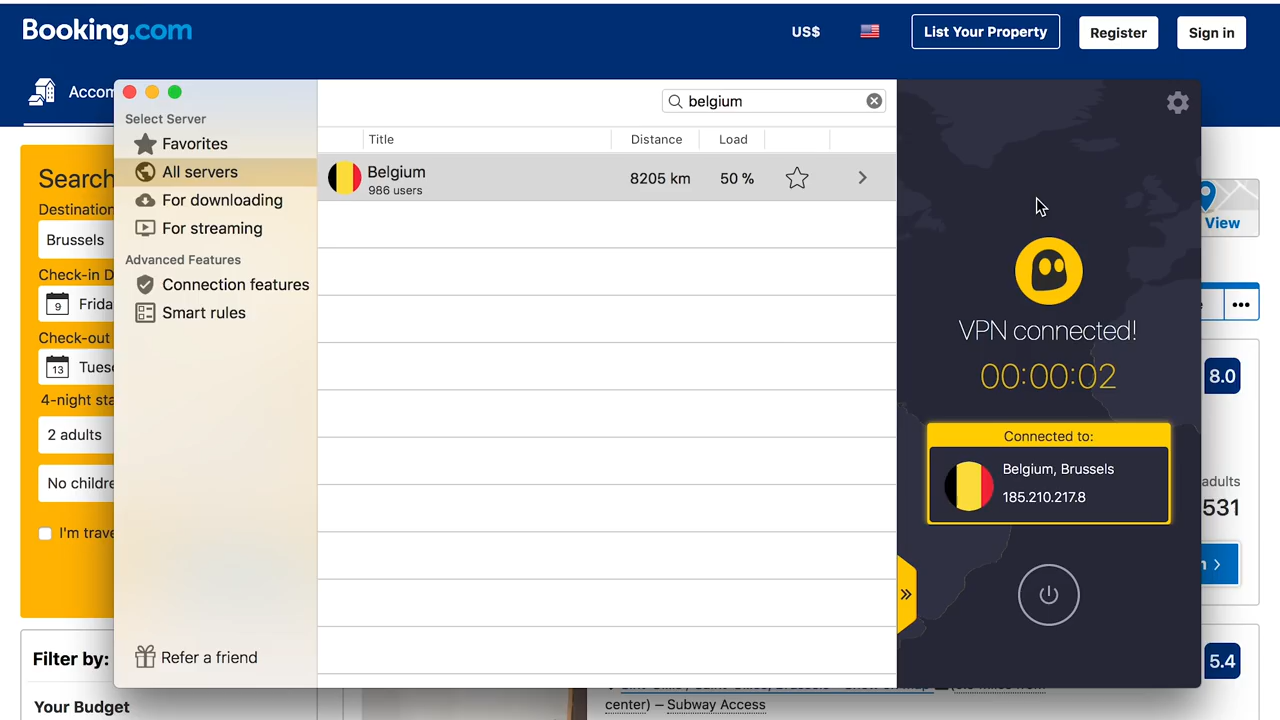 Booking.com
US$
List Your Property
Register
Sign in
Accom
Select Server
Favorites
All servers
For downloading
For streaming
Advanced Features
Connection features
Smart rules
Refer a friend
belgium
Title
Distance
Load
Belgium
986 users
8205 km
50 %
VPN connected!
00:00:02
Connected to:
Belgium, Brussels
185.210.217.8
Search
Destination
Brussels
Check-in D
9
Frida
Check-out
13
Tues
4-night sta
2 adults
No childre
I'm trave
Filter by:
Your Budget
View
8.0
adults
531
5.4
center) – Subway Access